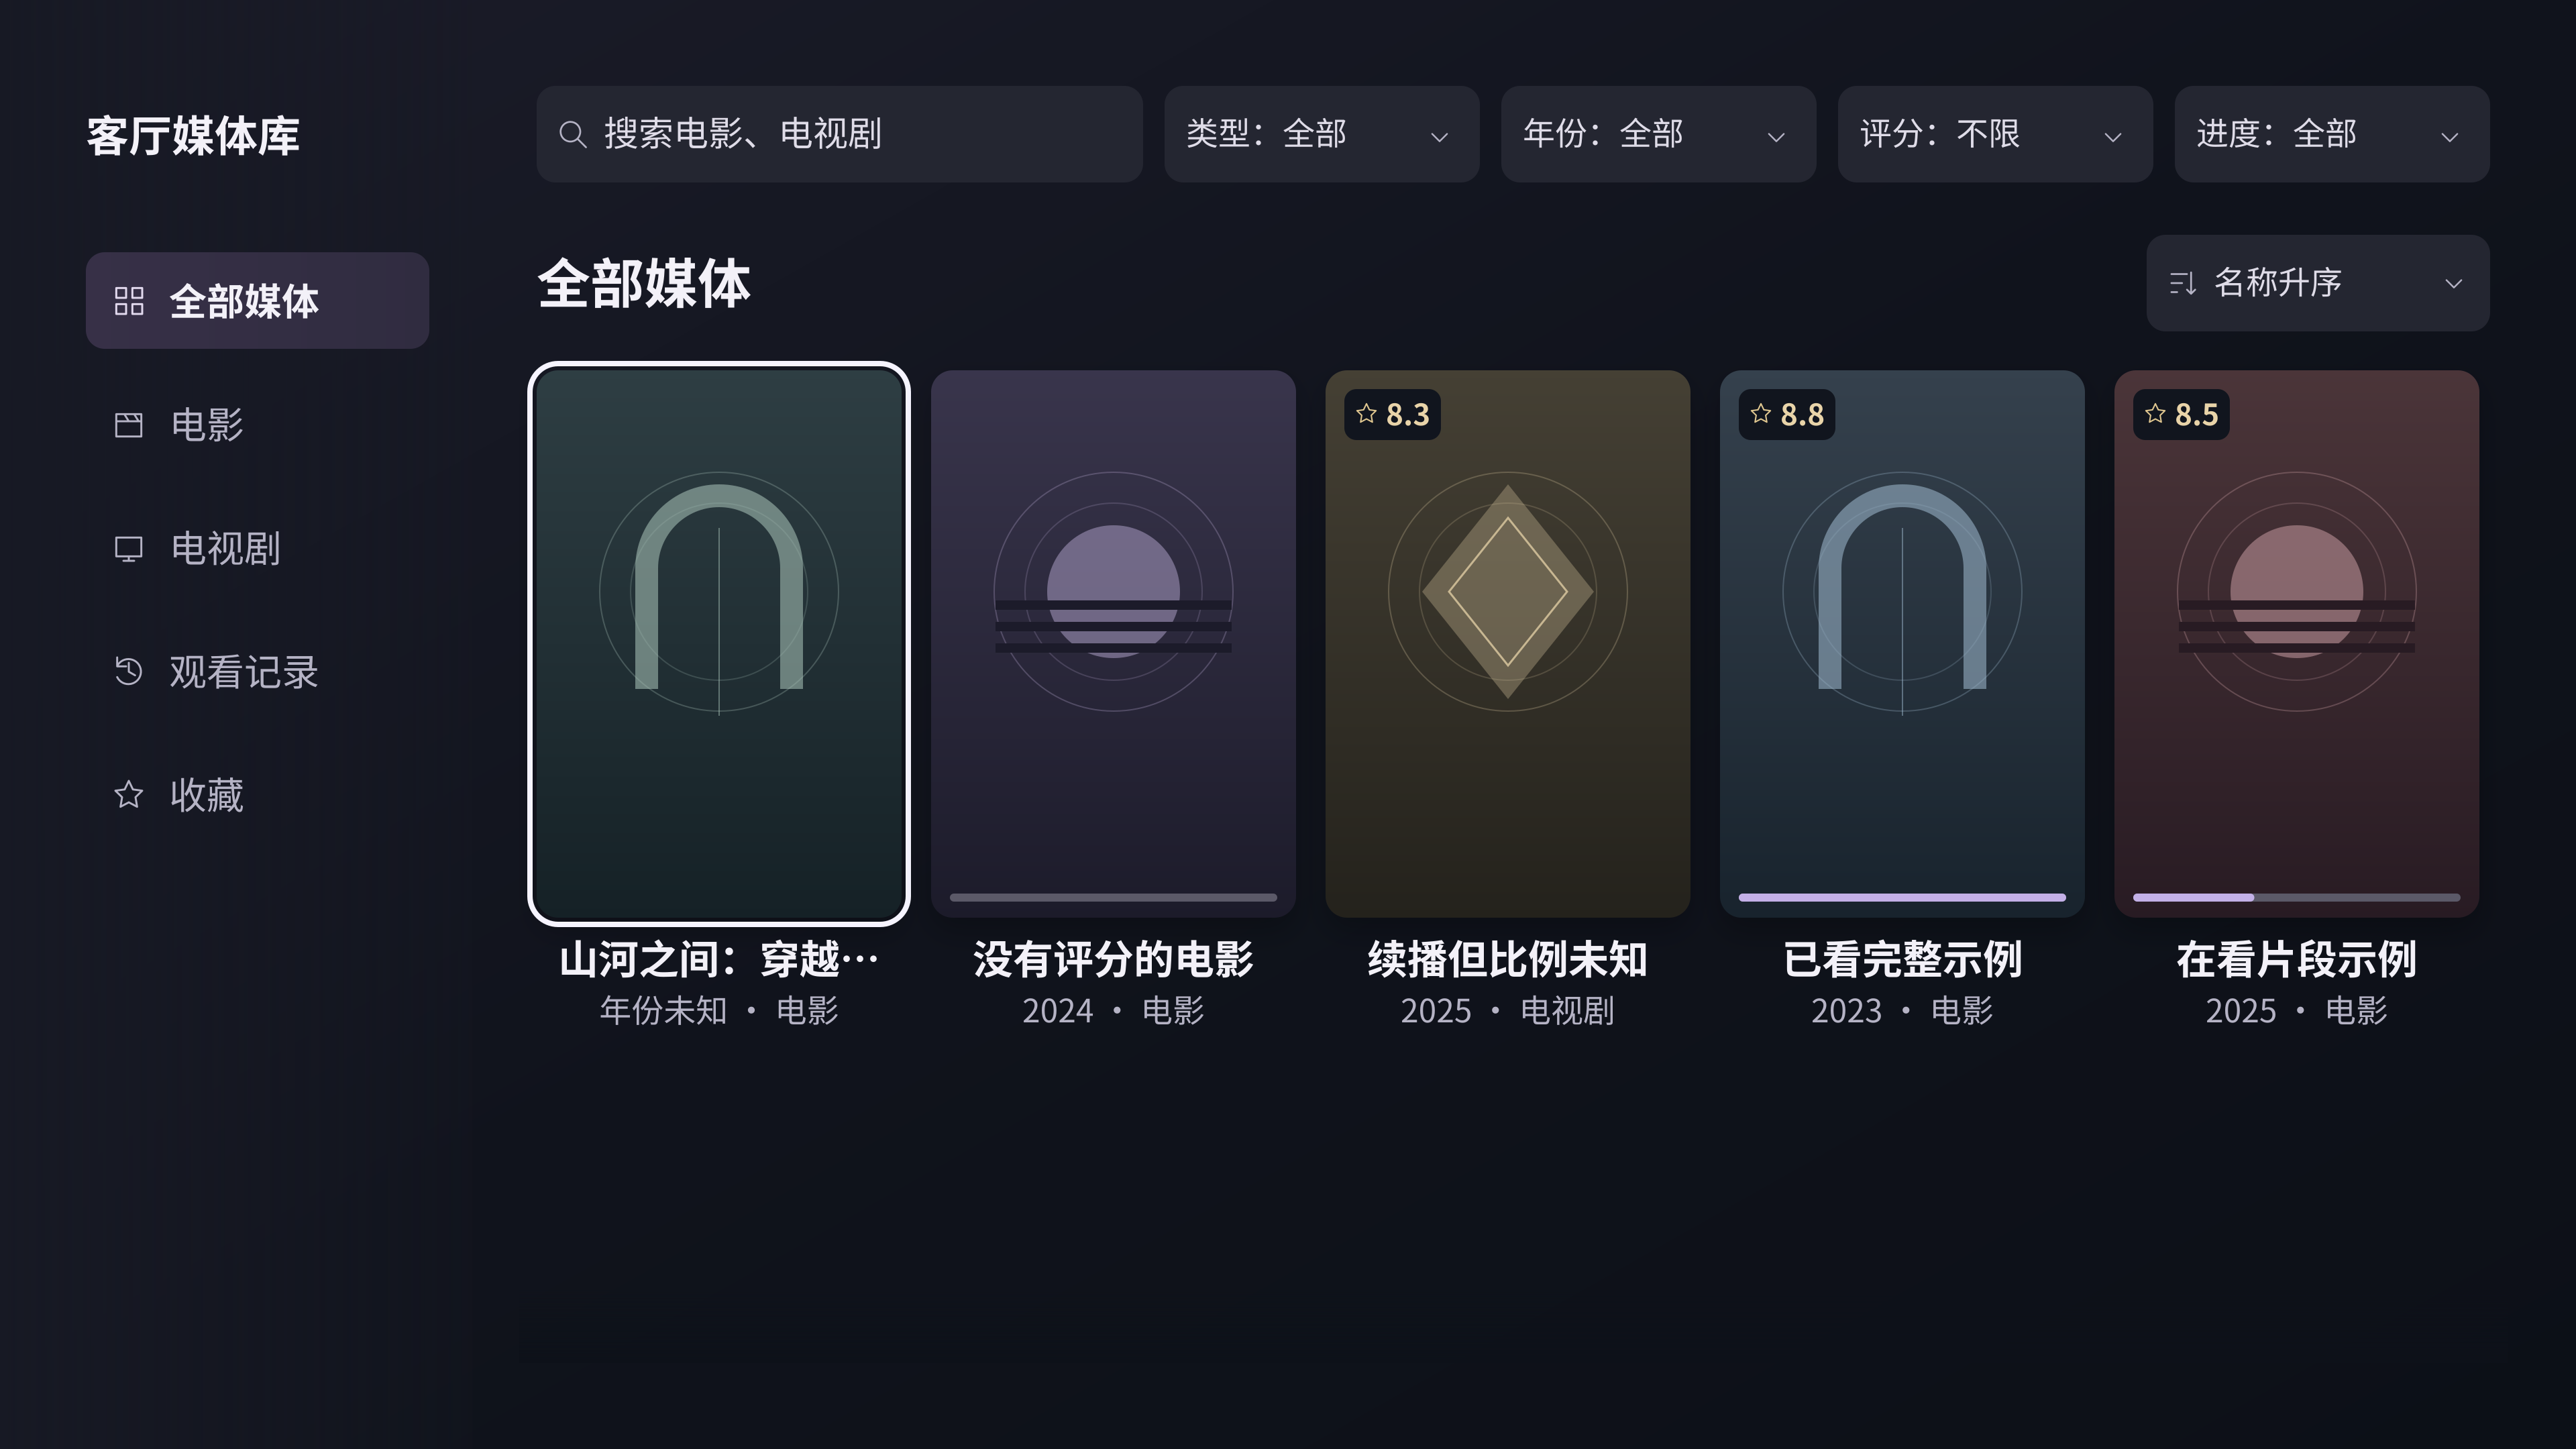 客厅媒体库
搜索电影、电视剧
类型：全部
年份：全部
评分：不限
进度：全部
全部媒体
电影
电视剧
观看记录
收藏
全部媒体
名称升序
8.3
8.8
8.5
山河之间：穿越…
年份未知 · 电影
没有评分的电影
2024 · 电影
续播但比例未知
2025 · 电视剧
已看完整示例
2023 · 电影
在看片段示例
2025 · 电影